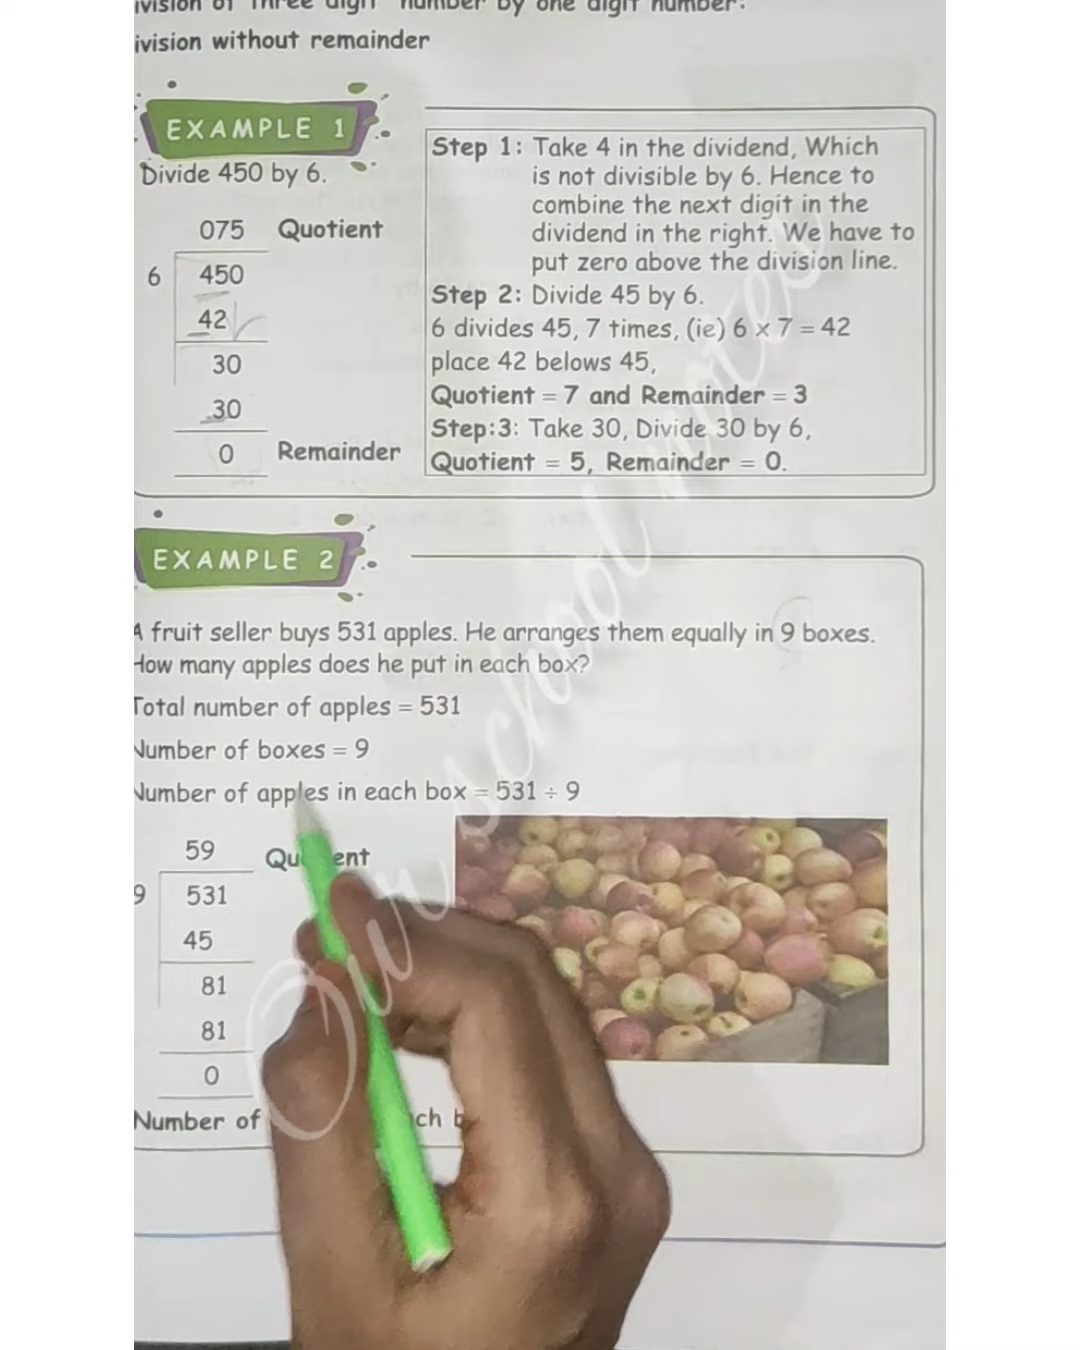 ivision of Three digit number by one digit number:
ivision without remainder
EXAMPLE 1
Divide 450 by 6.
075 Quotient
6 450
42
30
30
0 Remainder
Step 1: Take 4 in the dividend, Which
is not divisible by 6. Hence to
combine the next digit in the
dividend in the right. We have to
put zero above the division line.
Step 2: Divide 45 by 6.
6 divides 45, 7 times, (ie) 6 × 7 = 42
place 42 belows 45,
Quotient = 7 and Remainder = 3
Step:3: Take 30, Divide 30 by 6,
Quotient = 5, Remainder = 0.
EXAMPLE 2
A fruit seller buys 531 apples. He arranges them equally in 9 boxes.
How many apples does he put in each box?
Total number of apples = 531
Number of boxes = 9
Number of apples in each box = 531 ÷ 9
59 Qu ent
9 531
45
81
81
0
Number of ch b
Our school notes